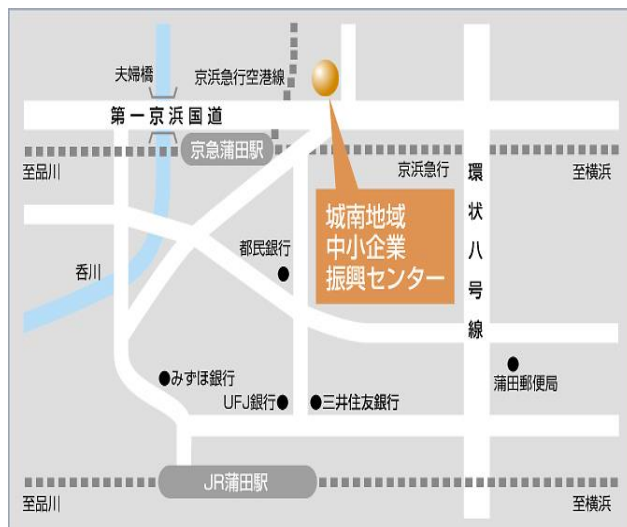 夫婦橋
京浜急行空港線
第一京浜国道
京急蒲田駅
至品川
京浜急行
至横浜
環状八号線
城南地域
中小企業
振興センター
都民銀行
呑川
みずほ銀行
UFJ銀行
三井住友銀行
蒲田郵便局
JR蒲田駅
至品川
至横浜